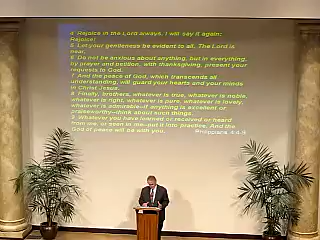 4 Rejoice in the Lord always. I will say it again:
Rejoice!
5 Let your gentleness be evident to all. The Lord is
near.
6 Do not be anxious about anything, but in everything,
by prayer and petition, with thanksgiving, present your
requests to God.
7 And the peace of God, which transcends all
understanding, will guard your hearts and your minds
in Christ Jesus.
8 Finally, brothers, whatever is true, whatever is noble,
whatever is right, whatever is pure, whatever is lovely,
whatever is admirable--if anything is excellent or
praiseworthy--think about such things.
9 Whatever you have learned or received or heard
from me, or seen in me--put it into practice. And the
God of peace will be with you.
Philippians 4:4-9